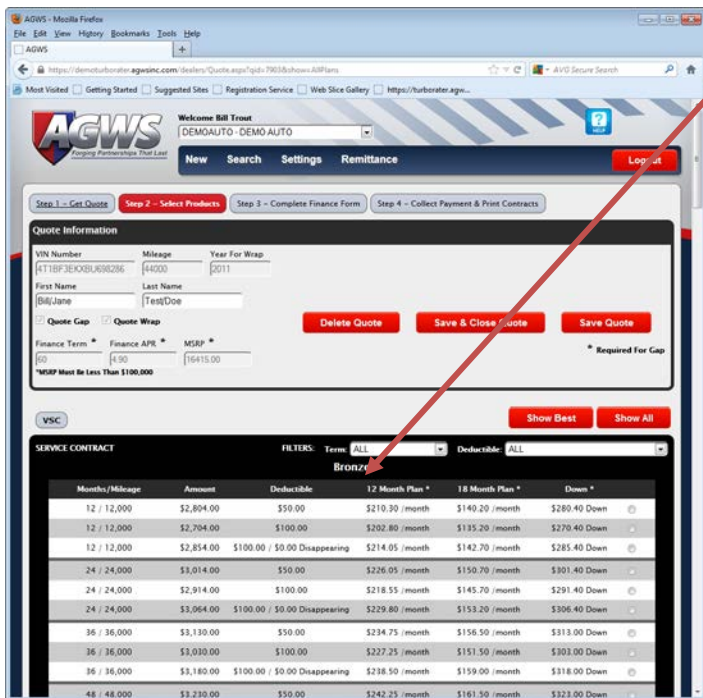 AGWS - Mozilla Firefox
File Edit View History Bookmarks Tools Help
AGWS +
https://demoturborater.agwsinc.com/dealers/Quote.aspx?qid=7903&show=AllPlans AVG Secure Search
Most Visited Getting Started Suggested Sites Registration Service Web Slice Gallery https://turborater.agw...
AGWS
Forging Partnerships That Last
Welcome Bill Trout
DEMOAUTO - DEMO AUTO
HELP
New Search Settings Remittance Logout
Step 1 - Get Quote Step 2 - Select Products Step 3 - Complete Finance Form Step 4 - Collect Payment & Print Contracts
Quote Information
VIN Number Mileage Year For Wrap
4T1BF3EKXBU698286 44000 2011
First Name Last Name
Bill/Jane Test/Doe
Quote Gap Quote Wrap Delete Quote Save & Close Quote Save Quote
Finance Term * Finance APR * MSRP * * Required For Gap
60 4.90 16415.00
*MSRP Must Be Less Than $100,000
VSC Show Best Show All
SERVICE CONTRACT FILTERS: Term: ALL Deductible: ALL
Bronze
Months/Mileage Amount Deductible 12 Month Plan * 18 Month Plan * Down *
12 / 12,000 $2,804.00 $50.00 $210.30 /month $140.20 /month $280.40 Down
12 / 12,000 $2,704.00 $100.00 $202.80 /month $135.20 /month $270.40 Down
12 / 12,000 $2,854.00 $100.00 / $0.00 Disappearing $214.05 /month $142.70 /month $285.40 Down
24 / 24,000 $3,014.00 $50.00 $226.05 /month $150.70 /month $301.40 Down
24 / 24,000 $2,914.00 $100.00 $218.55 /month $145.70 /month $291.40 Down
24 / 24,000 $3,064.00 $100.00 / $0.00 Disappearing $229.80 /month $153.20 /month $306.40 Down
36 / 36,000 $3,130.00 $50.00 $234.75 /month $156.50 /month $313.00 Down
36 / 36,000 $3,030.00 $100.00 $227.25 /month $151.50 /month $303.00 Down
36 / 36,000 $3,180.00 $100.00 / $0.00 Disappearing $238.50 /month $159.00 /month $318.00 Down
48 / 48,000 $3,230.00 $50.00 $242.25 /month $161.50 /month $323.00 Down